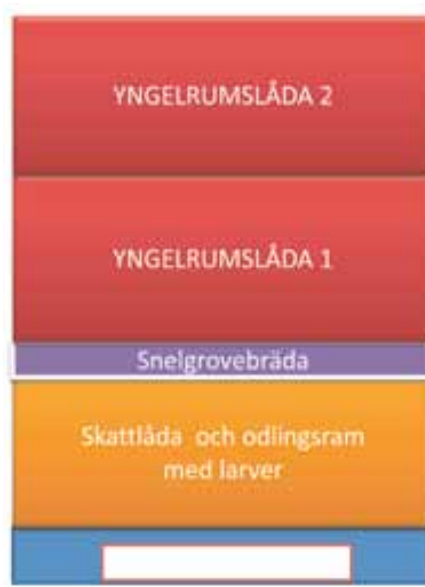 YNGELRUMSLÅDA 2
YNGELRUMSLÅDA 1
Snelgrovebräda
Skattlåda och odlingsram
med larver